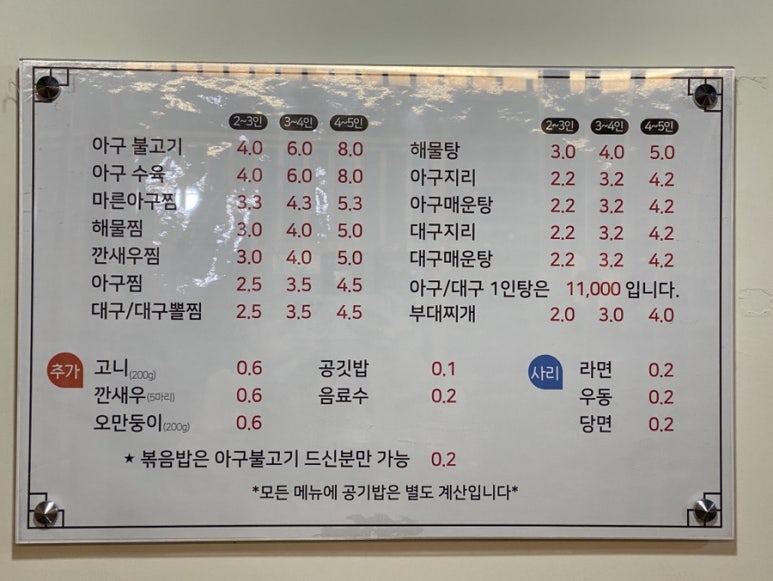 2~3인 3~4인 4~5인
아구 불고기 4.0 6.0 8.0
아구 수육 4.0 6.0 8.0
마른아구찜 3.3 4.3 5.3
해물찜 3.0 4.0 5.0
깐새우찜 3.0 4.0 5.0
아구찜 2.5 3.5 4.5
대구/대구뽈찜 2.5 3.5 4.5
2~3인 3~4인 4~5인
해물탕 3.0 4.0 5.0
아구지리 2.2 3.2 4.2
아구매운탕 2.2 3.2 4.2
대구지리 2.2 3.2 4.2
대구매운탕 2.2 3.2 4.2
아구/대구 1인탕은 11,000 입니다.
부대찌개 2.0 3.0 4.0
추가
고니(200g) 0.6
깐새우(5마리) 0.6
오만둥이(200g) 0.6
공깃밥 0.1
음료수 0.2
사리
라면 0.2
우동 0.2
당면 0.2
★ 볶음밥은 아구불고기 드신분만 가능 0.2
*모든 메뉴에 공기밥은 별도 계산입니다*